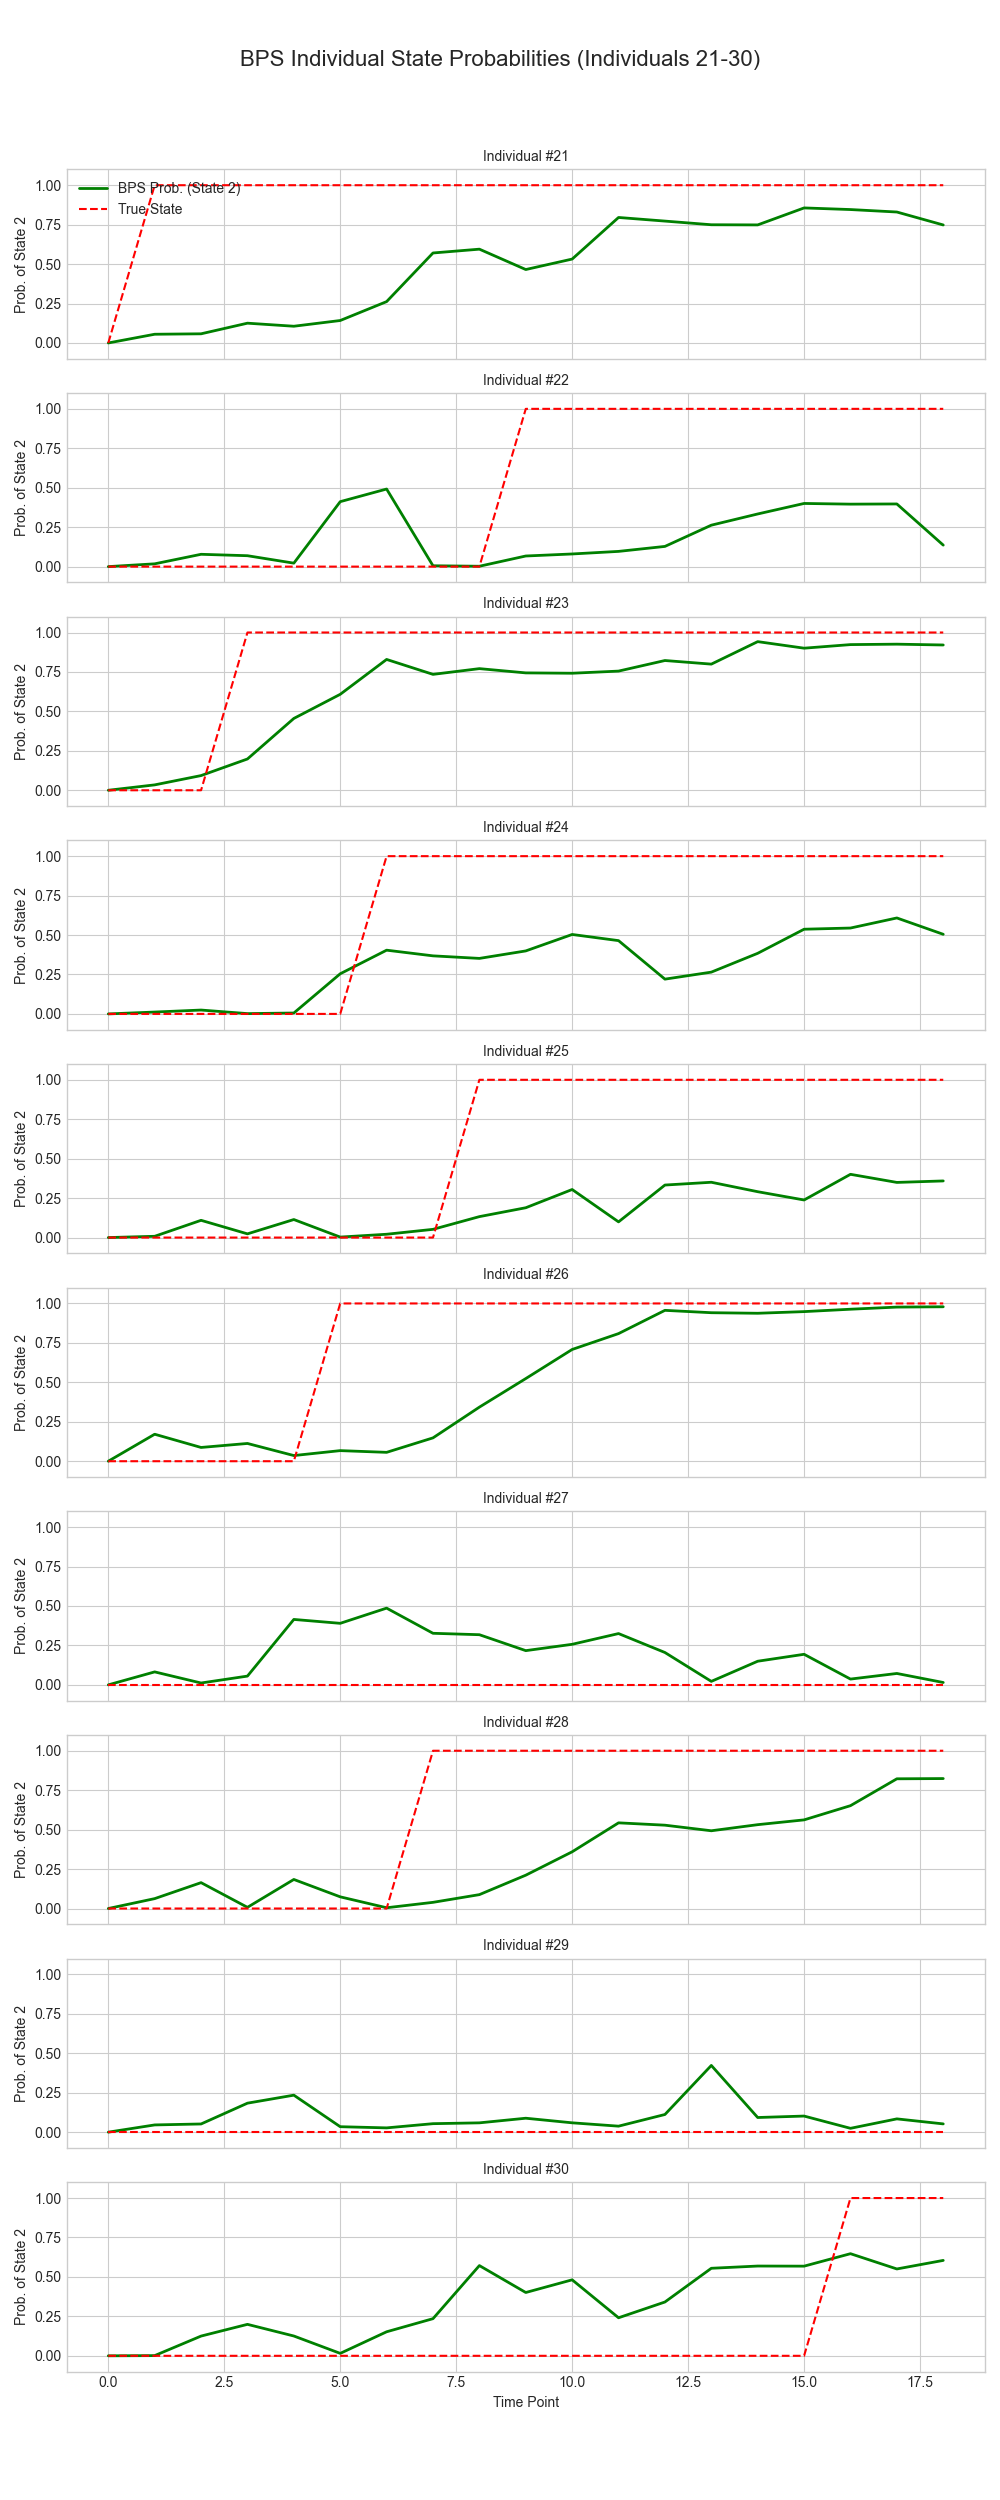 BPS Individual State Probabilities (Individuals 21-30)
Individual #21
Prob. of State 2
1.00
0.75
0.50
0.25
0.00
BPS Prob. (State 2)
True State
Individual #22
Prob. of State 2
1.00
0.75
0.50
0.25
0.00
Individual #23
Prob. of State 2
1.00
0.75
0.50
0.25
0.00
Individual #24
Prob. of State 2
1.00
0.75
0.50
0.25
0.00
Individual #25
Prob. of State 2
1.00
0.75
0.50
0.25
0.00
Individual #26
Prob. of State 2
1.00
0.75
0.50
0.25
0.00
Individual #27
Prob. of State 2
1.00
0.75
0.50
0.25
0.00
Individual #28
Prob. of State 2
1.00
0.75
0.50
0.25
0.00
Individual #29
Prob. of State 2
1.00
0.75
0.50
0.25
0.00
Individual #30
Prob. of State 2
1.00
0.75
0.50
0.25
0.00
0.0 2.5 5.0 7.5 10.0 12.5 15.0 17.5
Time Point